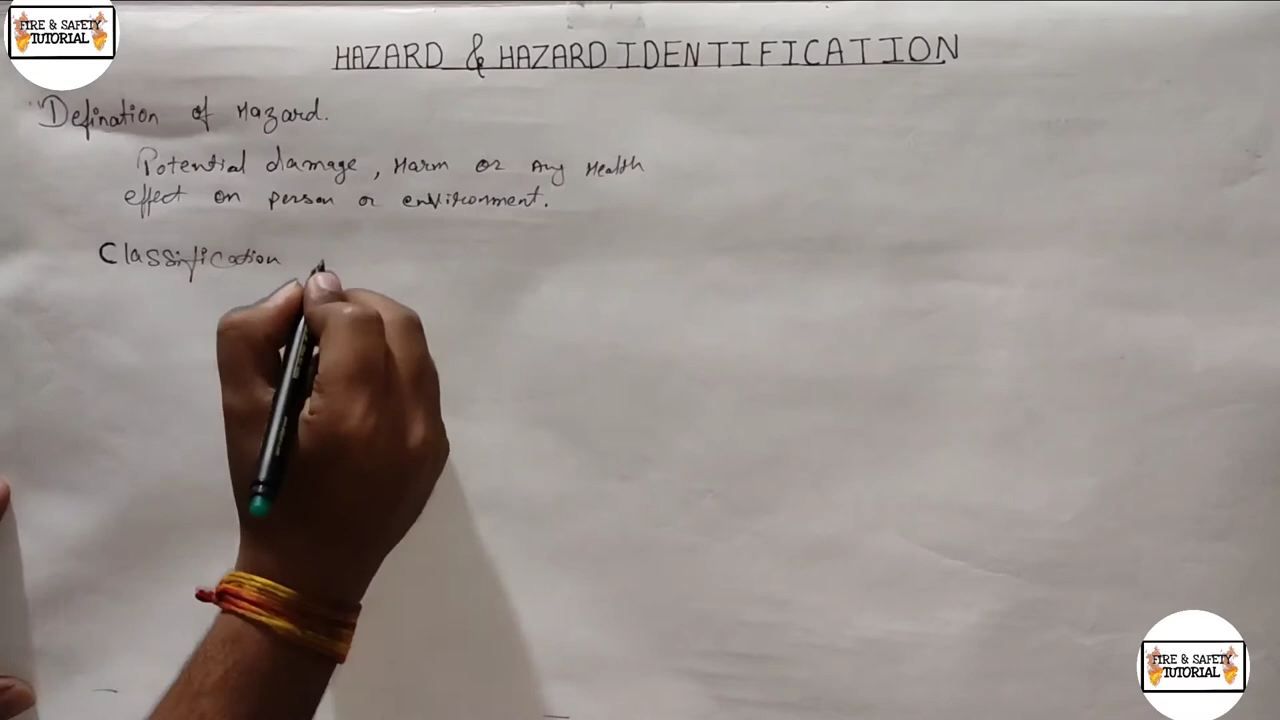 FIRE & SAFETY
TUTORIAL
HAZARD & HAZARD IDENTIFICATION
Defination of Hazard.
Potential damage, Harm or Any Health
effect on person or environment.
Classification
FIRE & SAFETY
TUTORIAL